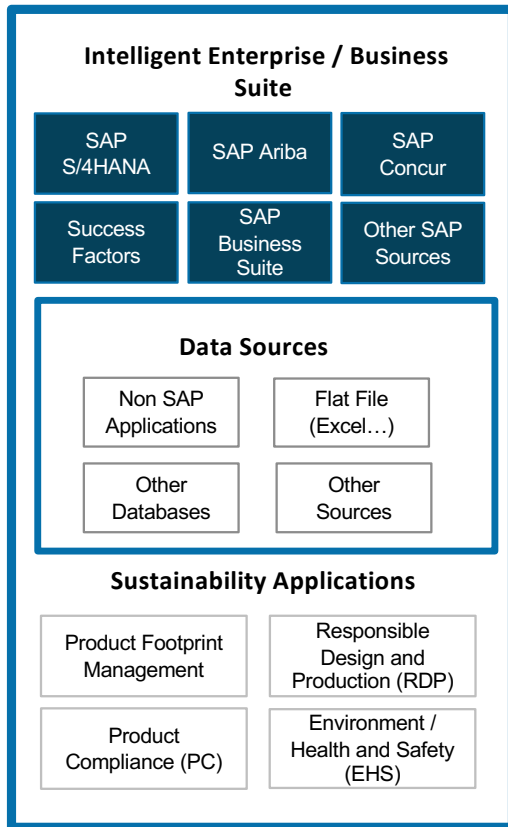 Intelligent Enterprise / Business
Suite
SAP
S/4HANA
SAP Ariba
SAP
Concur
Success
Factors
SAP
Business
Suite
Other SAP
Sources
Data Sources
Non SAP
Applications
Flat File
(Excel…)
Other
Databases
Other
Sources
Sustainability Applications
Product Footprint
Management
Responsible
Design and
Production (RDP)
Product
Compliance (PC)
Environment /
Health and Safety
(EHS)